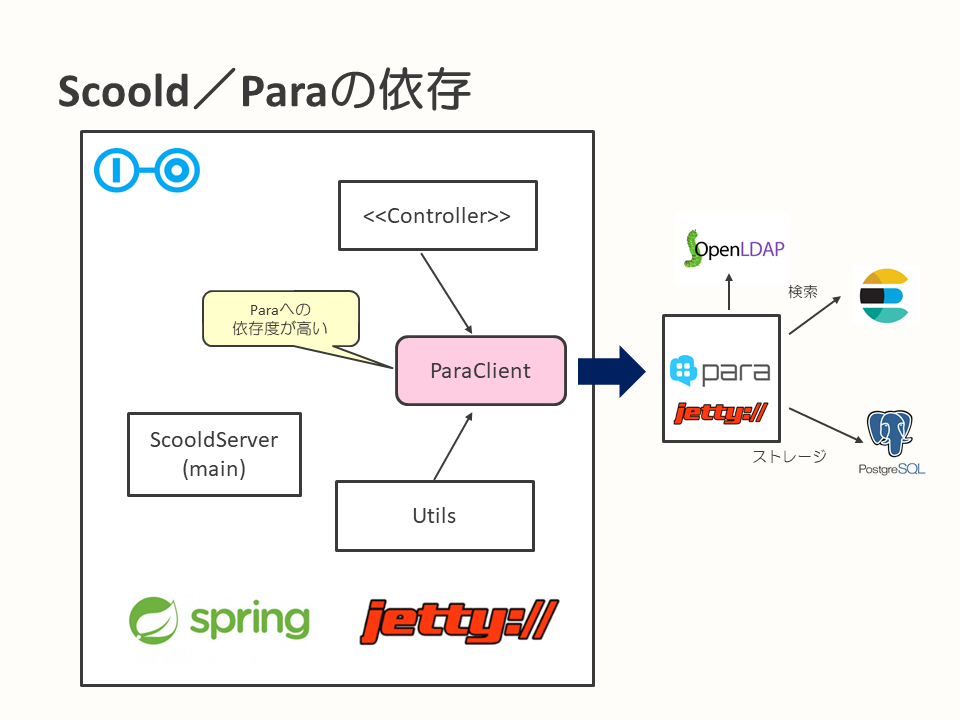 Scoold／Paraの依存
<<Controller>>
Paraへの
依存度が高い
ParaClient
ScooldServer
(main)
Utils
spring
jetty://
OpenLDAP
検索
para
jetty://
ストレージ
PostgreSQL